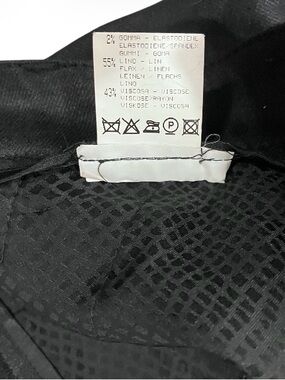 2% GOMMA - ELASTODIENE
ELASTODIENE/SPANDEX
GUMMI - GOMA
55% LINO - LIN
FLAX / LINEN
LEINEN / FLACHS
LINO
43% VISCOSA - VISCOSE
VISCOSE/RAYON
VISKOSE - VISCOSA
P